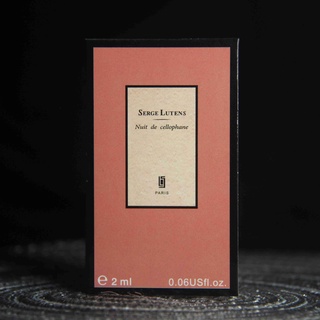 SERGE LUTENS
Nuit de cellophane
PARIS
e 2 ml 0.06USfl.oz.